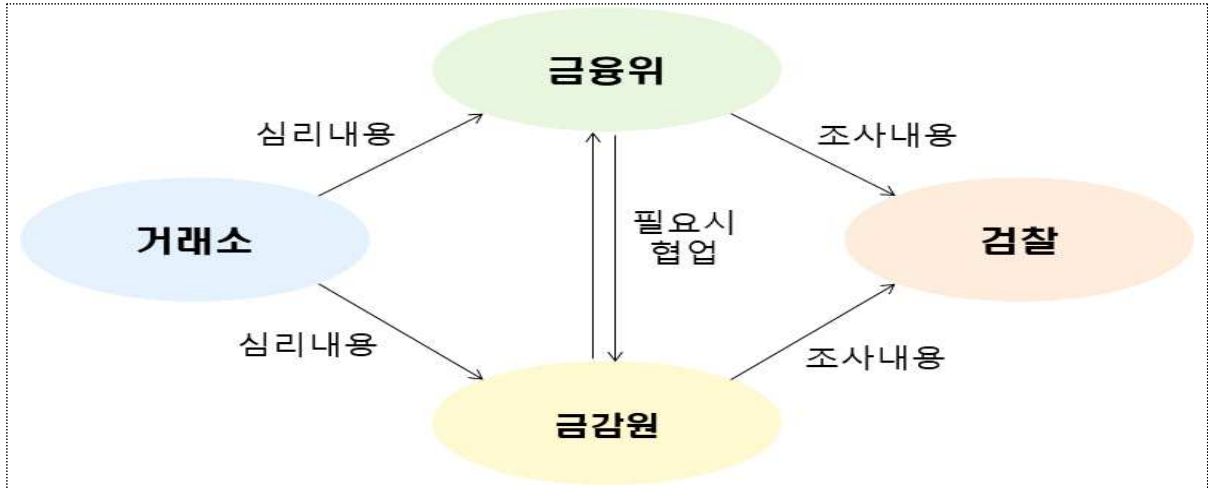 금융위
심리내용
조사내용
거래소
필요시
협업
검찰
심리내용
조사내용
금감원